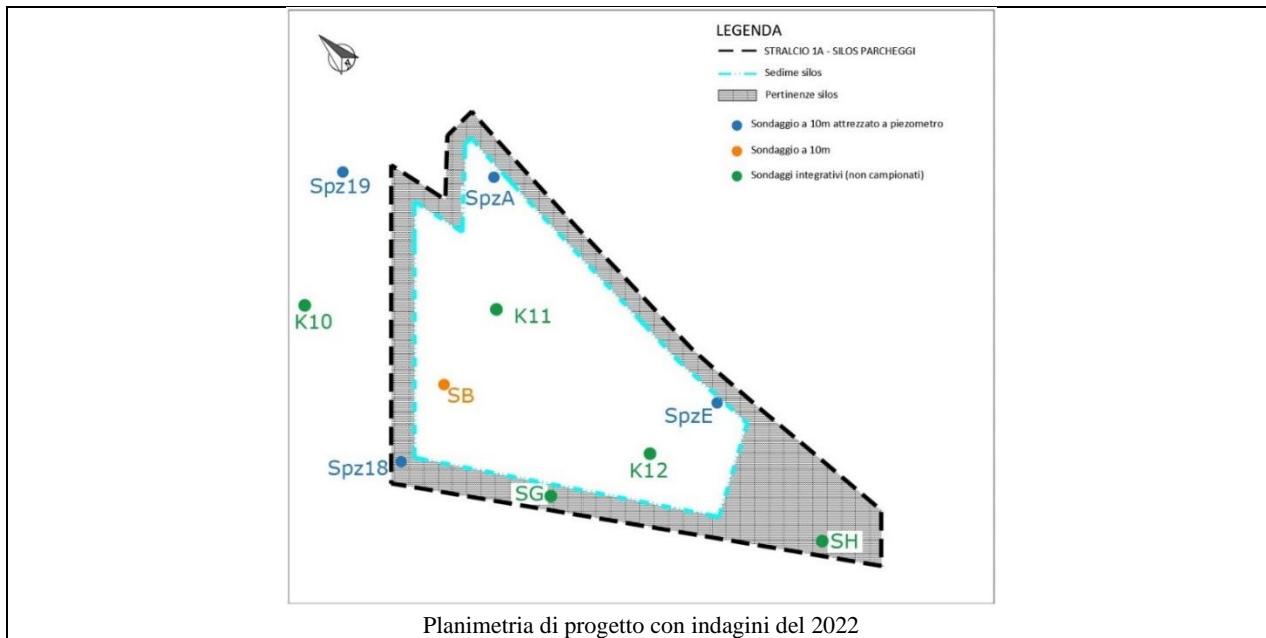 LEGENDA
STRALCIO 1A - SILOS PARCHEGGI
Sedime silos
Pertinenze silos
Sondaggio a 10m attrezzato a piezometro
Sondaggio a 10m
Sondaggi integrativi (non campionati)
Spz19
SpzA
K10
K11
SB
SpzE
Spz18
K12
SG
SH
Planimetria di progetto con indagini del 2022